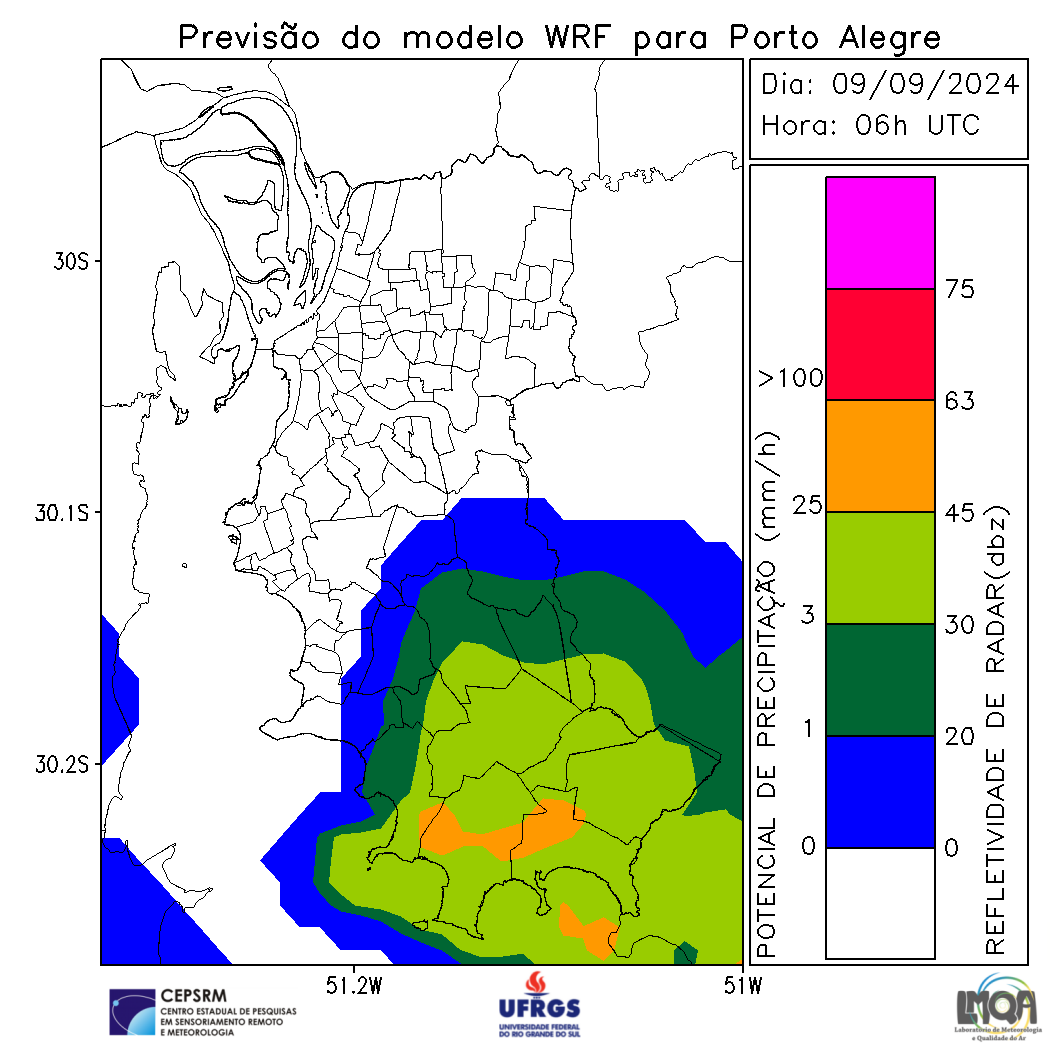 Previsão do modelo WRF para Porto Alegre
Dia: 09/09/2024
Hora: 06h UTC
30S
30.1S
30.2S
51.2W
51W
POTENCIAL DE PRECIPITAÇÃO (mm/h)
>100
25
3
1
0
75
63
45
30
20
0
REFLETIVIDADE DE RADAR(dbz)
CEPSRM
CENTRO ESTADUAL DE PESQUISAS
EM SENSORIAMENTO REMOTO
E METEOROLOGIA
UFRGS
UNIVERSIDADE FEDERAL
DO RIO GRANDE DO SUL
LMQA
Laboratório de Meteorologia
e Qualidade do Ar